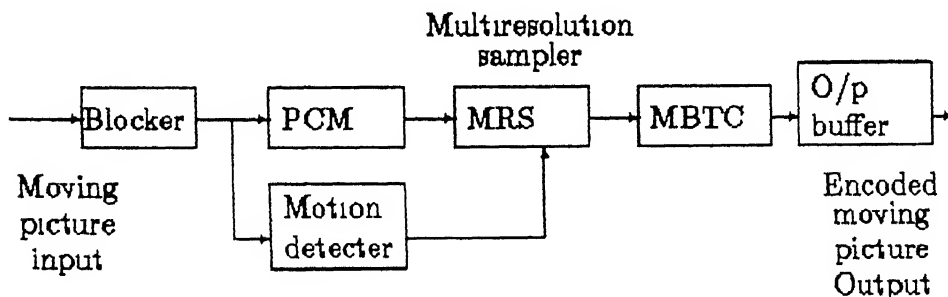 Multiresolution
sampler
Blocker
PCM
MRS
MBTC
O/p
buffer
Motion
detecter
Moving
picture
input
Encoded
moving
picture
Output